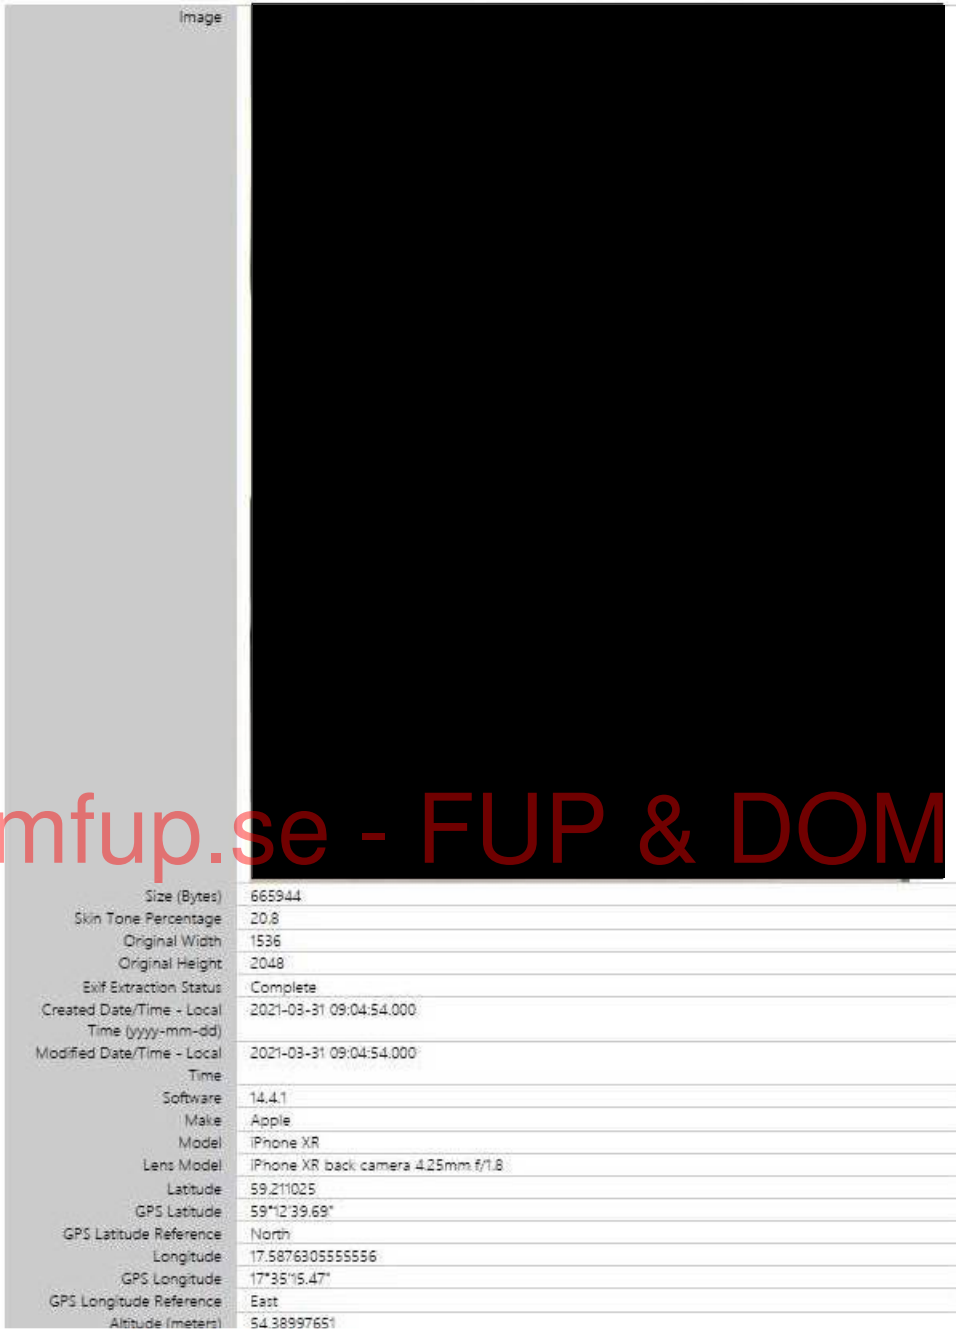 Image
mfup.se - FUP & DOM
Size (Bytes) 665944
Skin Tone Percentage 20.8
Original Width 1536
Original Height 2048
Exif Extraction Status Complete
Created Date/Time - Local 2021-03-31 09:04:54.000
Time (yyyy-mm-dd)
Modified Date/Time - Local 2021-03-31 09:04:54.000
Time
Software 14.4.1
Make Apple
Model iPhone XR
Lens Model iPhone XR back camera 4.25mm f/1.8
Latitude 59.211025
GPS Latitude 59°12'39.69"
GPS Latitude Reference North
Longitude 17.5876305555556
GPS Longitude 17°35'15.47"
GPS Longitude Reference East
Altitude (meters) 54.38997651